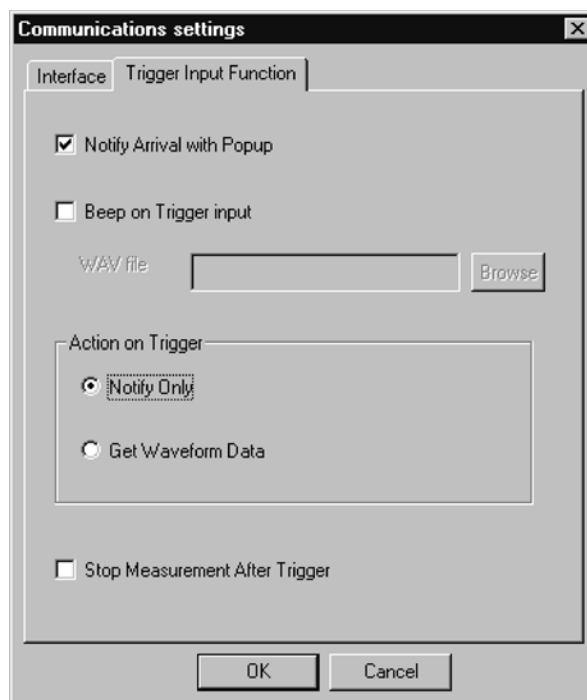 Communications settings
Interface
Trigger Input Function
Notify Arrival with Popup
Beep on Trigger input
WAV file
Browse
Action on Trigger
Notify Only
Get Waveform Data
Stop Measurement After Trigger
OK
Cancel